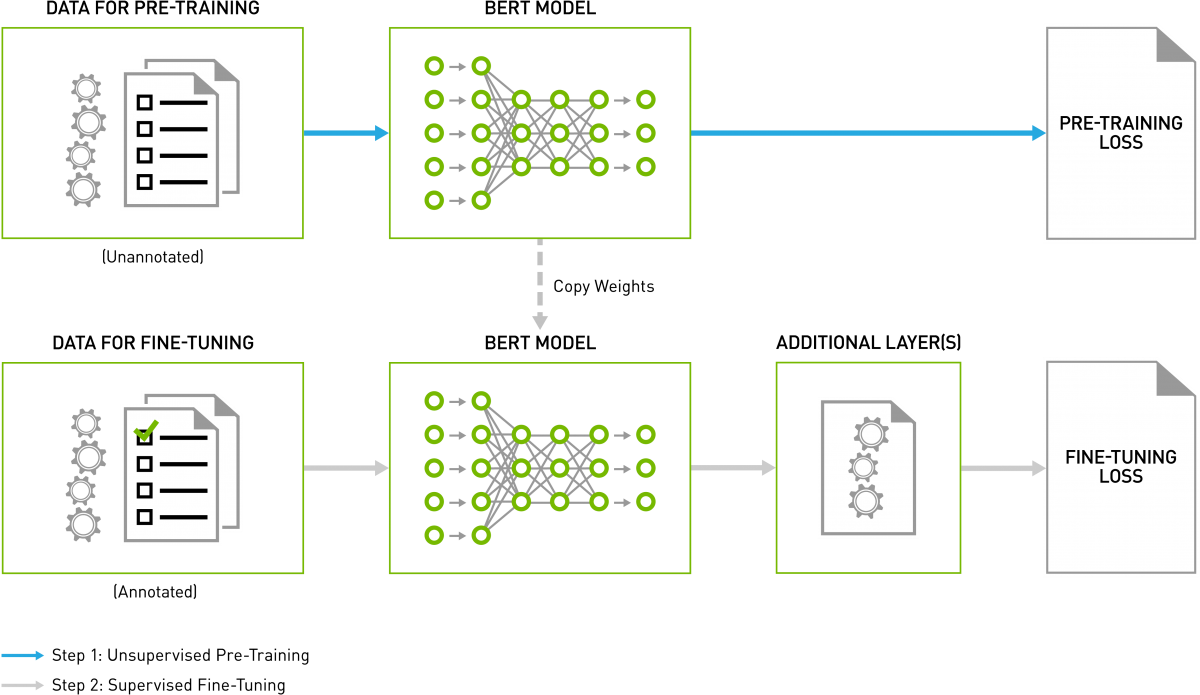 DATA FOR PRE-TRAINING
BERT MODEL
PRE-TRAINING
LOSS
(Unannotated)
Copy Weights
DATA FOR FINE-TUNING
BERT MODEL
ADDITIONAL LAYER(S)
FINE-TUNING
LOSS
(Annotated)
Step 1: Unsupervised Pre-Training
Step 2: Supervised Fine-Tuning